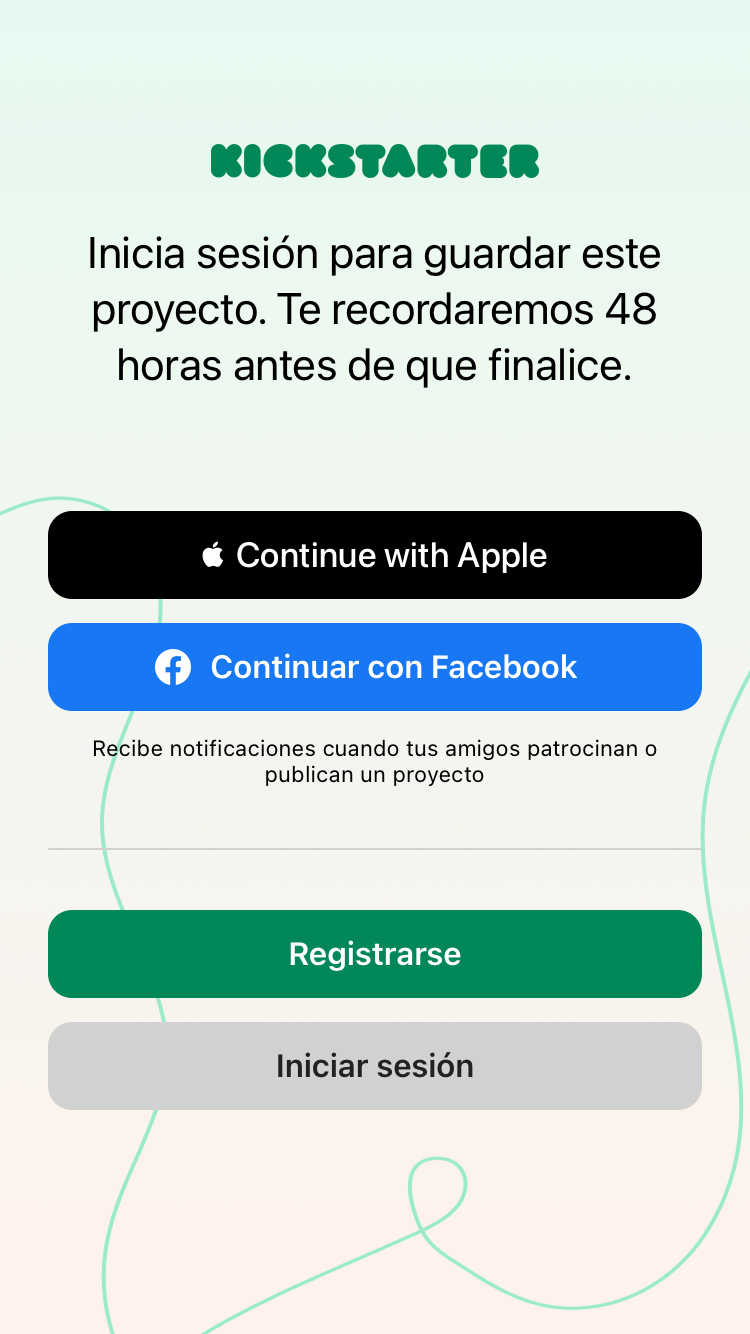 KICKSTARTER
Inicia sesión para guardar este
proyecto. Te recordaremos 48
horas antes de que finalice.
Continue with Apple
Continuar con Facebook
Recibe notificaciones cuando tus amigos patrocinan o
publican un proyecto
Registrarse
Iniciar sesión